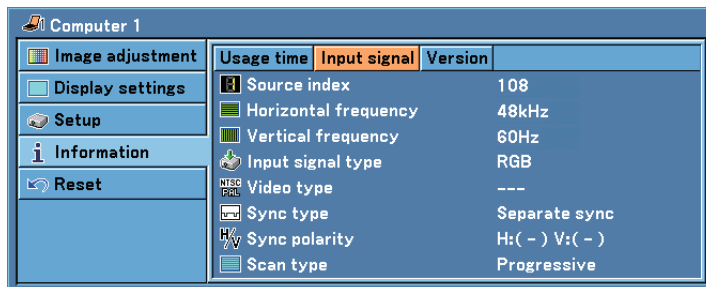 Computer 1
Image adjustment
Display settings
Setup
Information
Reset
Usage time Input signal Version
Source index 108
Horizontal frequency 48kHz
Vertical frequency 60Hz
Input signal type RGB
NTSC PAL Video type ---
Sync type Separate sync
H/V Sync polarity H:( – ) V:( – )
Scan type Progressive